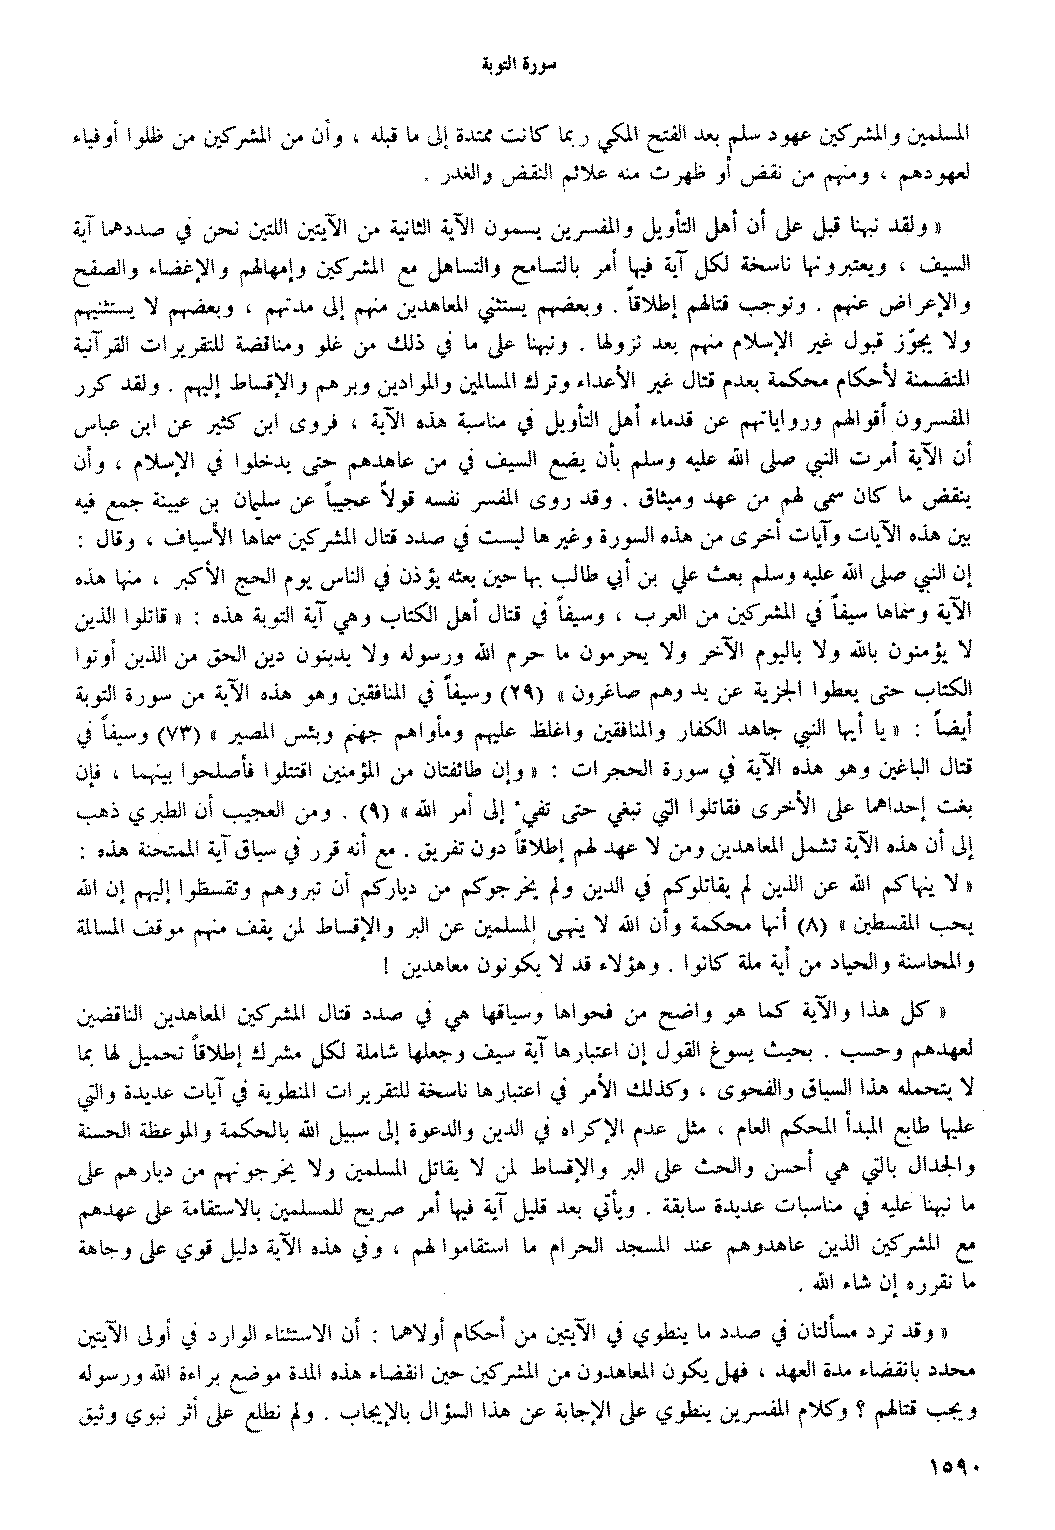 سورة التوبة
المسلمين والمشركين عهود سلم بعد الفتح المكي ربما كانت ممتدة إلى ما قبله ، وأن من المشركين من ظلوا أوفياء
لعهودهم ، ومنهم من نقض أو ظهرت منه علائم النقض والغدر .
« ولقد نبهنا قبل على أن أهل التأويل والمفسرين يسمون الآية الثانية من الآيتين اللتين نحن في صددهما آية
السيف ، ويعتبرونها ناسخة لكل آية فيها أمر بالتسامح والتساهل مع المشركين وإمهالهم والإغضاء والصفح
والإعراض عنهم . وتوجب قتالهم إطلاقاً . وبعضهم يستثني المعاهدين منهم إلى مدتهم ، وبعضهم لا يستثنيهم
ولا يجوّز قبول غير الإسلام منهم بعد نزولها . ونبهنا على ما في ذلك من غلو ومناقضة للتقريرات القرآنية
المتضمنة لأحكام محكمة بعدم قتال غير الأعداء وترك المسالمين والموادين وبرهم والإقساط إليهم . ولقد كرر
المفسرون أقوالهم ورواياتهم عن قدماء أهل التأويل في مناسبة هذه الآية ، فروى ابن كثير عن ابن عباس
أن الآية أمرت النبي صلى الله عليه وسلم بأن يضع السيف في من عاهدهم حتى يدخلوا في الإسلام ، وأن
ينقض ما كان سمى لهم من عهد وميثاق . وقد روى المفسر نفسه قولاً عجيباً عن سليمان بن عيينة جمع فيه
بين هذه الآيات وآيات أخرى من هذه السورة وغيرها ليست في صدد قتال المشركين سماها الأسياف ، وقال :
إن النبي صلى الله عليه وسلم بعث علي بن أبي طالب بها حين بعثه يؤذن في الناس يوم الحج الأكبر ، منها هذه
الآية وسماها سيفاً في المشركين من العرب ، وسيفاً في قتال أهل الكتاب وهي آية التوبة هذه : « قاتلوا الذين
لا يؤمنون بالله ولا باليوم الآخر ولا يحرمون ما حرم الله ورسوله ولا يدينون دين الحق من الذين أوتوا
الكتاب حتى يعطوا الجزية عن يد وهم صاغرون » (٢٩) وسيفاً في المنافقين وهو هذه الآية من سورة التوبة
أيضاً : « يا أيها النبي جاهد الكفار والمنافقين واغلظ عليهم ومأواهم جهنم وبئس المصير » (٧٣) وسيفاً في
قتال الباغين وهو هذه الآية في سورة الحجرات : « وإن طائفتان من المؤمنين اقتتلوا فأصلحوا بينهما ، فإن
بغت إحداهما على الأخرى فقاتلوا التي تبغي حتى تفيء إلى أمر الله » (٩) . ومن العجيب أن الطبري ذهب
إلى أن هذه الآية تشمل المعاهدين ومن لا عهد لهم إطلاقاً دون تفريق . مع أنه قرر في سياق آية الممتحنة هذه :
« لا ينهاكم الله عن الذين لم يقاتلوكم في الدين ولم يخرجوكم من دياركم أن تبروهم وتقسطوا إليهم إن الله
يحب المقسطين » (٨) أنها محكمة وأن الله لا ينهى المسلمين عن البر والإقساط لمن يقف منهم موقف المسالمة
والمحاسنة والحياد من أية ملة كانوا . وهؤلاء قد لا يكونون معاهدين !
« كل هذا والآية كما هو واضح من فحواها وسياقها هي في صدد قتال المشركين المعاهدين الناقضين
لعهدهم وحسب . بحيث يسوغ القول إن اعتبارها آية سيف وجعلها شاملة لكل مشرك إطلاقاً تحميل لها بما
لا يتحمله هذا السياق والفحوى ، وكذلك الأمر في اعتبارها ناسخة للتقريرات المنطوية في آيات عديدة والتي
عليها طابع المبدأ المحكم العام ، مثل عدم الإكراه في الدين والدعوة إلى سبيل الله بالحكمة والموعظة الحسنة
والجدال بالتي هي أحسن والحث على البر والإقساط لمن لا يقاتل المسلمين ولا يخرجونهم من ديارهم على
ما نبهنا عليه في مناسبات عديدة سابقة . ويأتي بعد قليل آية فيها أمر صريح للمسلمين بالاستقامة على عهدهم
مع المشركين الذين عاهدوهم عند المسجد الحرام ما استقاموا لهم ، وفي هذه الآية دليل قوي على وجاهة
ما نقرره إن شاء الله .
« وقد ترد مسألتان في صدد ما ينطوي في الآيتين من أحكام أولاهما : أن الاستثناء الوارد في أولى الآيتين
محدد بانقضاء مدة العهد ، فهل يكون المعاهدون من المشركين حين انقضاء هذه المدة موضع براءة الله ورسوله
ويجب قتالهم ؟ وكلام المفسرين ينطوي على الإجابة عن هذا السؤال بالإيجاب . ولم نطلع على أثر نبوي وثيق
١٥٩٠